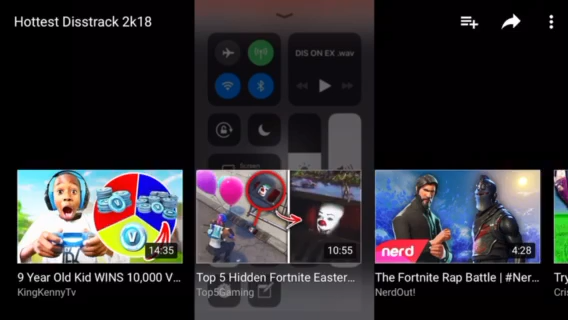 Hottest Disstrack 2k18
DIS ON EX .wav
Screen
14:35
10:55
nerd
4:28
9 Year Old Kid WINS 10,000 V...
KingKennyTv
Top 5 Hidden Fortnite Easter...
Top5Gaming
The Fortnite Rap Battle | #Ner...
NerdOut!
Try
Cris